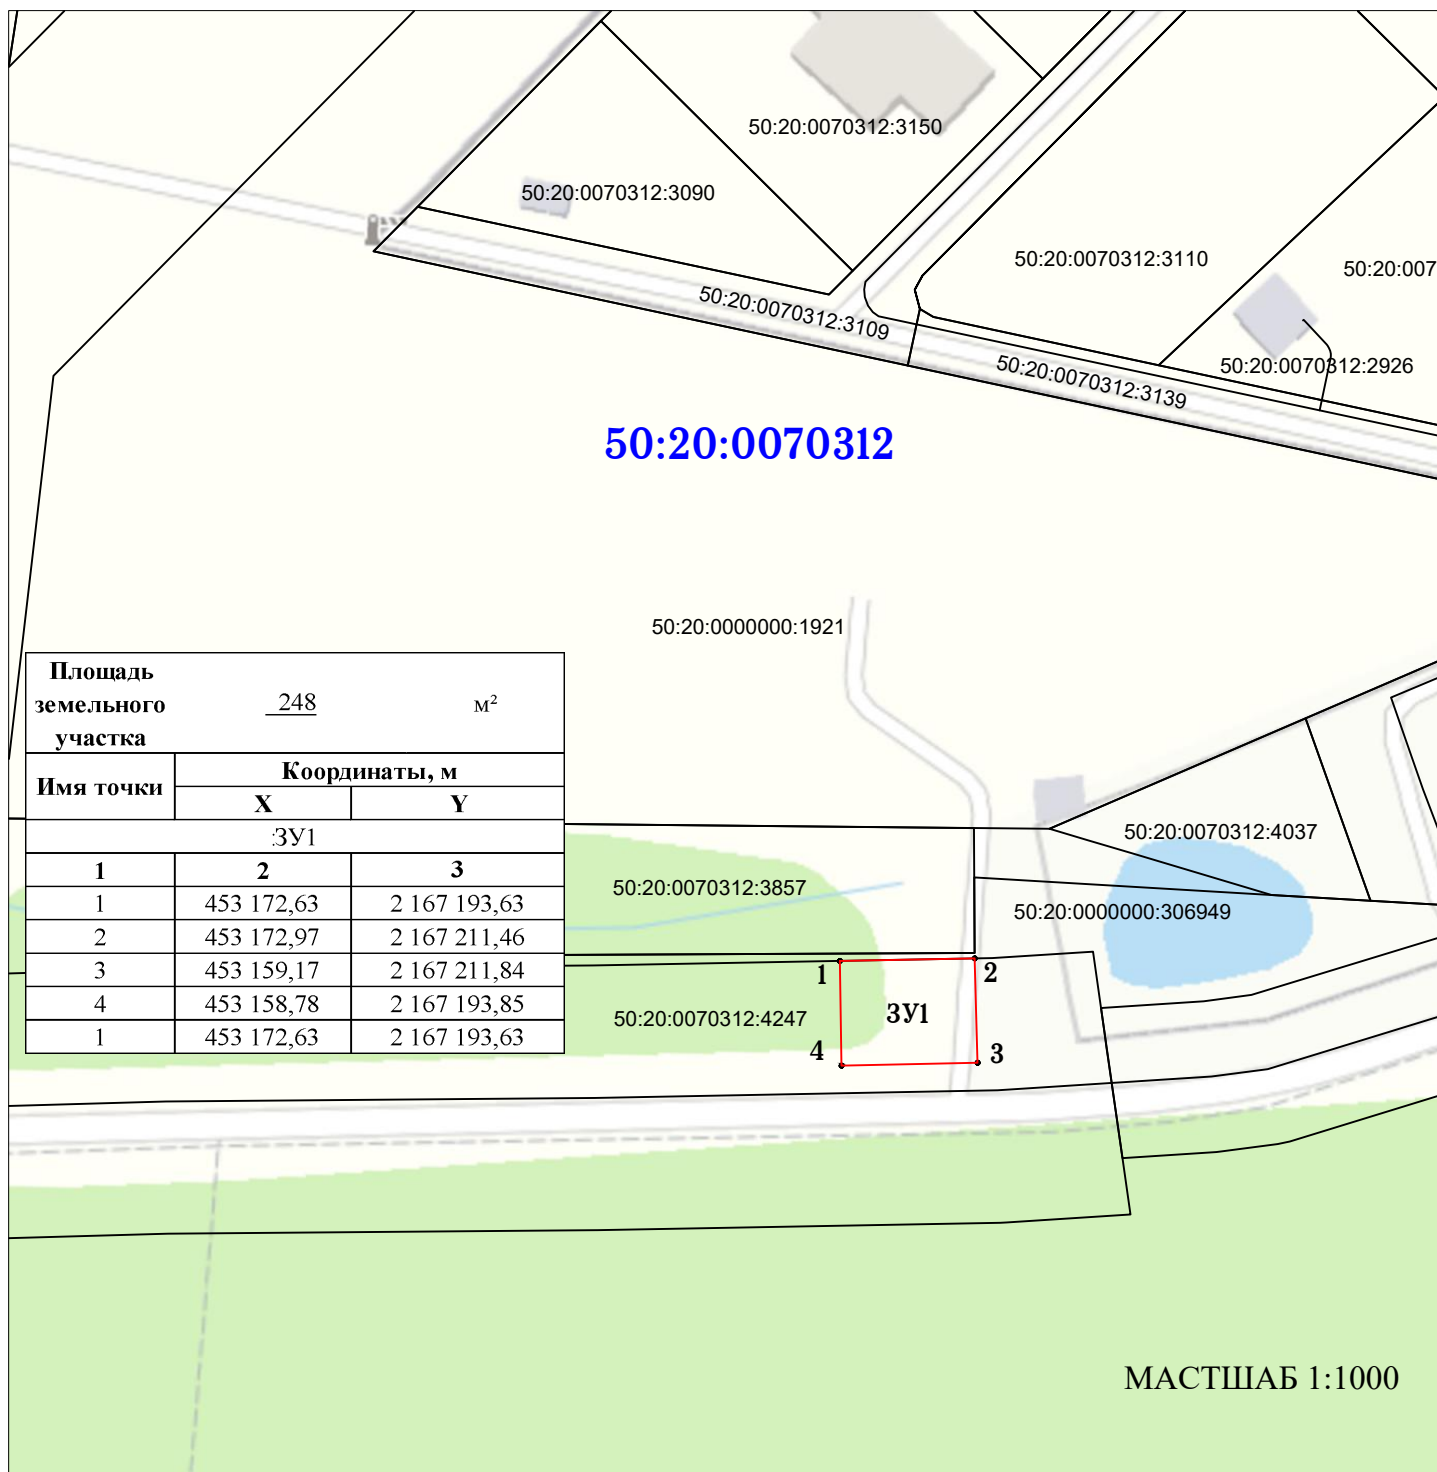 50:20:0070312:3150
50:20:0070312:3090
50:20:0070312:3110
50:20:007
50:20:0070312:3109
50:20:0070312:2926
50:20:0070312:3139
50:20:0070312
50:20:0000000:1921
Площадь
земельного
участка
248 м²
Имя точки
Координаты, м
X Y
:ЗУ1
1 2 3
1 453 172,63 2 167 193,63
2 453 172,97 2 167 211,46
3 453 159,17 2 167 211,84
4 453 158,78 2 167 193,85
1 453 172,63 2 167 193,63
50:20:0070312:4037
50:20:0070312:3857
50:20:0000000:306949
1
2
ЗУ1
50:20:0070312:4247
4
3
МАСТШАБ 1:1000